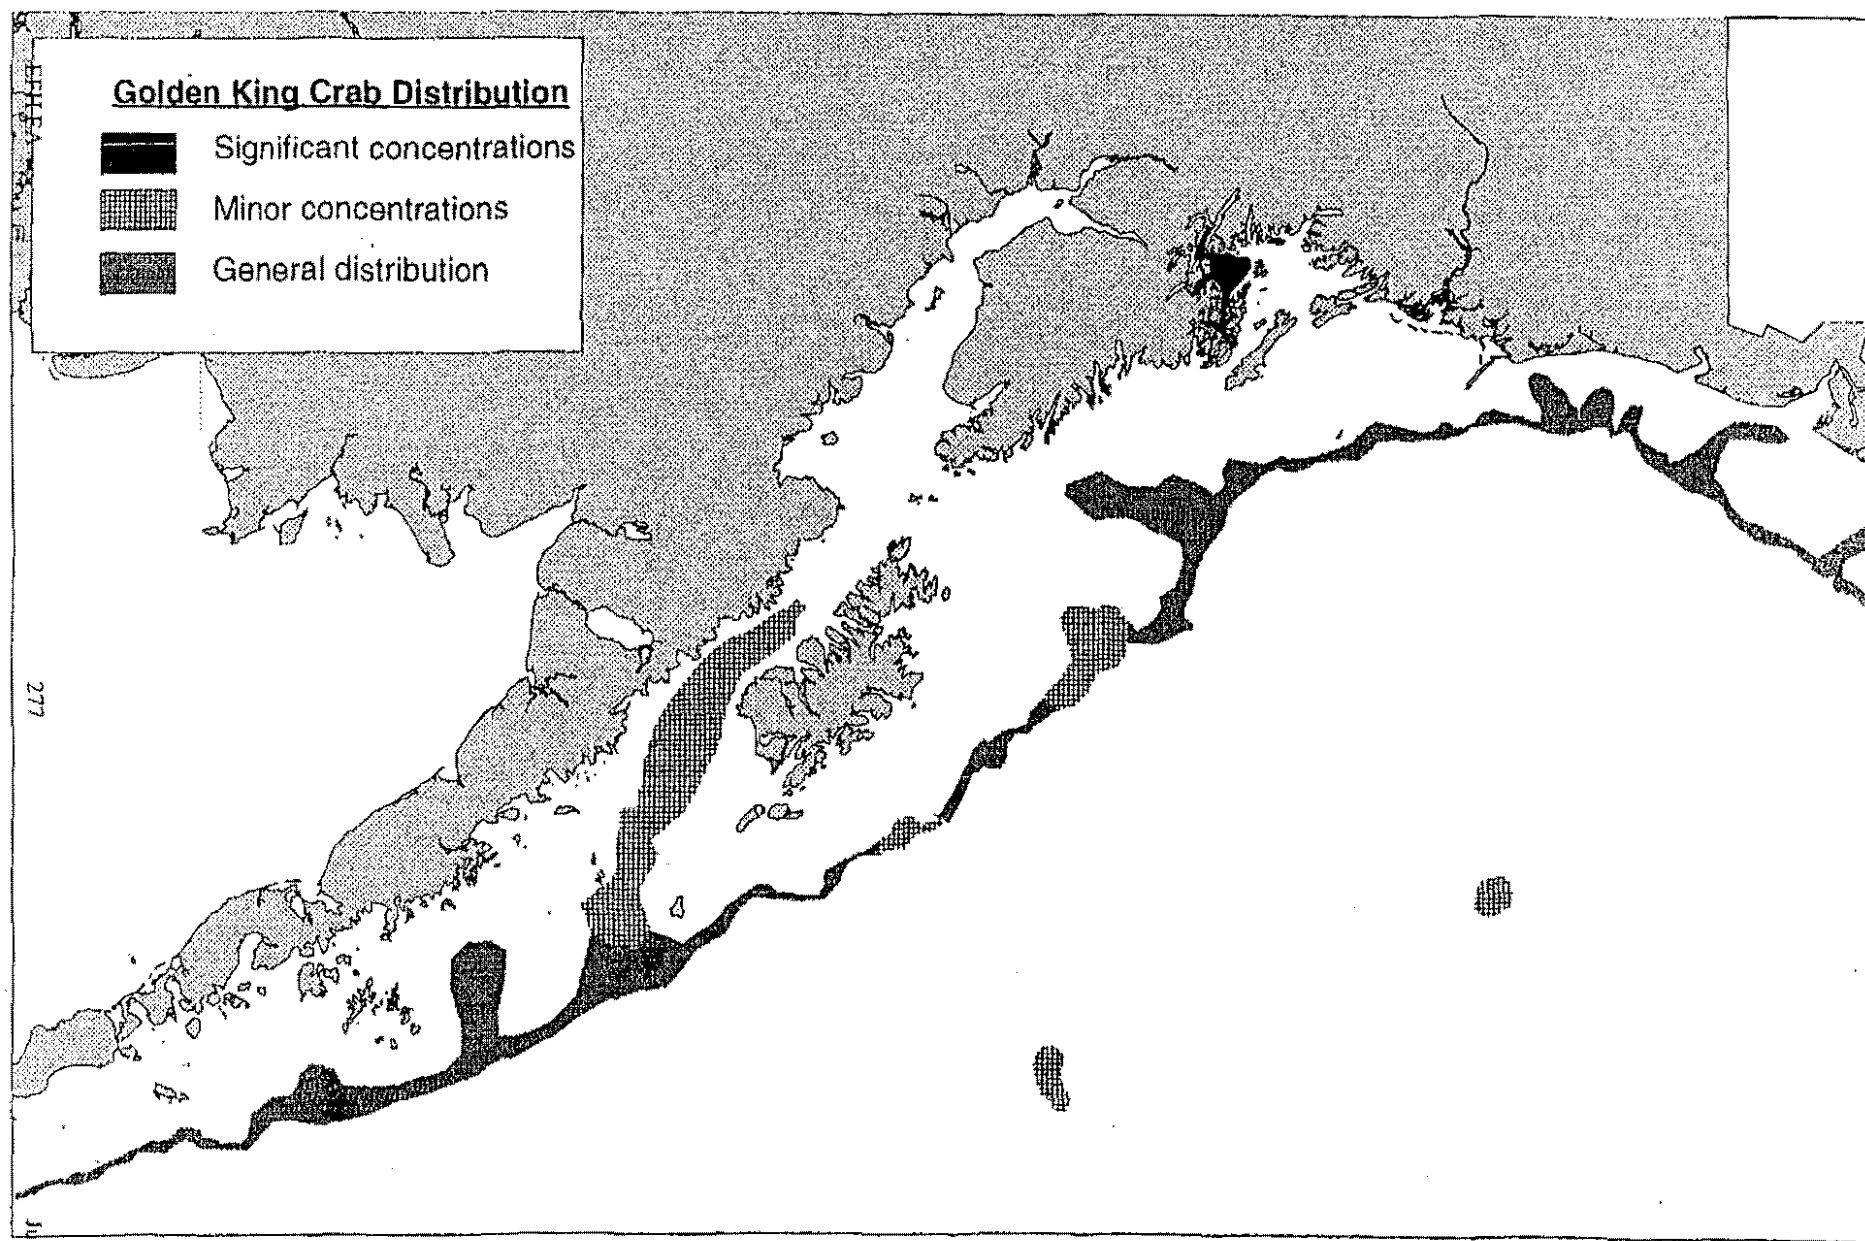 Golden King Crab Distribution
Significant concentrations
Minor concentrations
General distribution
277